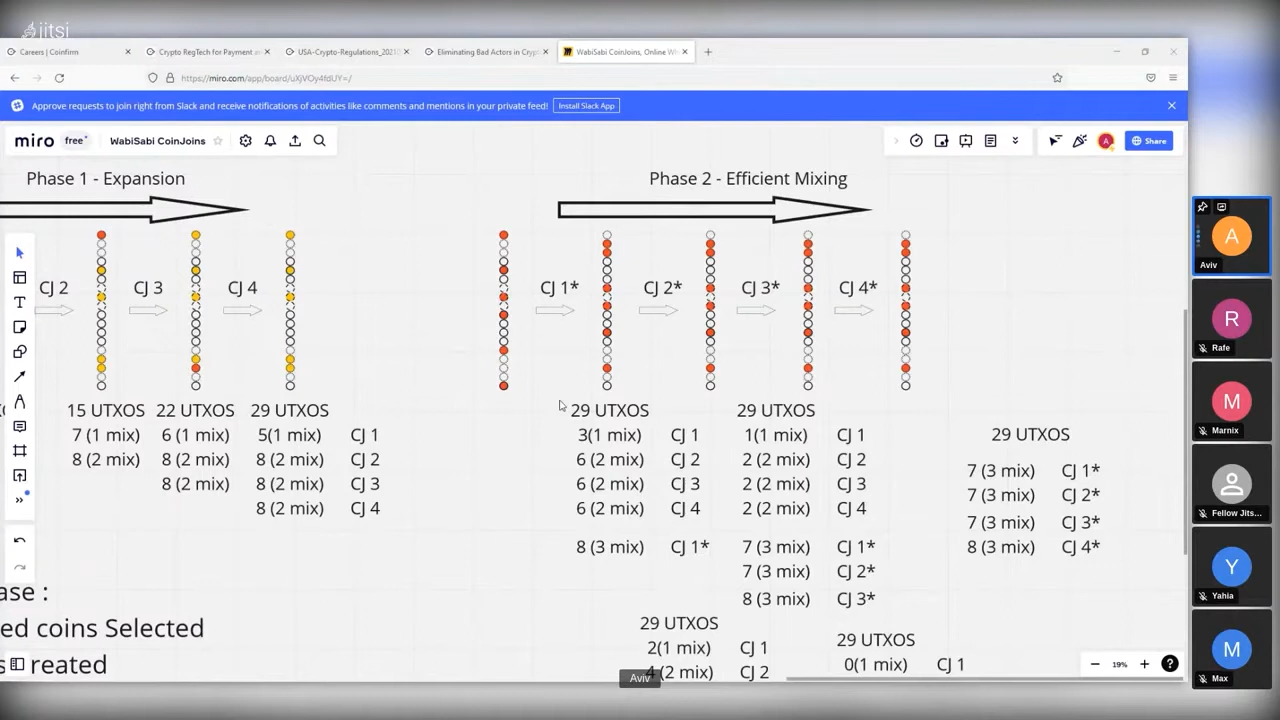 jitsi
Careers | Coinfirm
Crypto RegTech for Payment a
USA-Crypto-Regulations_2021
Eliminating Bad Actors in Cryp
WabiSabi CoinJoins, Online W
https://miro.com/app/board/uXjVOy4fdUY=/
Approve requests to join right from Slack and receive notifications of activities like comments and mentions in your private feed! Install Slack App
miro free WabiSabi CoinJoins
A Share
Phase 1 - Expansion
Phase 2 - Efficient Mixing
CJ 2 CJ 3 CJ 4 CJ 1* CJ 2* CJ 3* CJ 4*
15 UTXOS 22 UTXOS 29 UTXOS
7 (1 mix) 6 (1 mix) 5(1 mix) CJ 1
8 (2 mix) 8 (2 mix) 8 (2 mix) CJ 2
8 (2 mix) 8 (2 mix) CJ 3
8 (2 mix) CJ 4
29 UTXOS
3(1 mix) CJ 1
6 (2 mix) CJ 2
6 (2 mix) CJ 3
6 (2 mix) CJ 4
8 (3 mix) CJ 1*
29 UTXOS
1(1 mix) CJ 1
2 (2 mix) CJ 2
2 (2 mix) CJ 3
2 (2 mix) CJ 4
7 (3 mix) CJ 1*
7 (3 mix) CJ 2*
8 (3 mix) CJ 3*
29 UTXOS
7 (3 mix) CJ 1*
7 (3 mix) CJ 2*
7 (3 mix) CJ 3*
8 (3 mix) CJ 4*
29 UTXOS
2(1 mix) CJ 1
4 (2 mix) CJ 2
29 UTXOS
0(1 mix) CJ 1
ase :
ed coins Selected
reated
19%
Aviv
A
Aviv
R
Rafe
M
Marnix
Fellow Jits...
Y
Yahia
M
Max